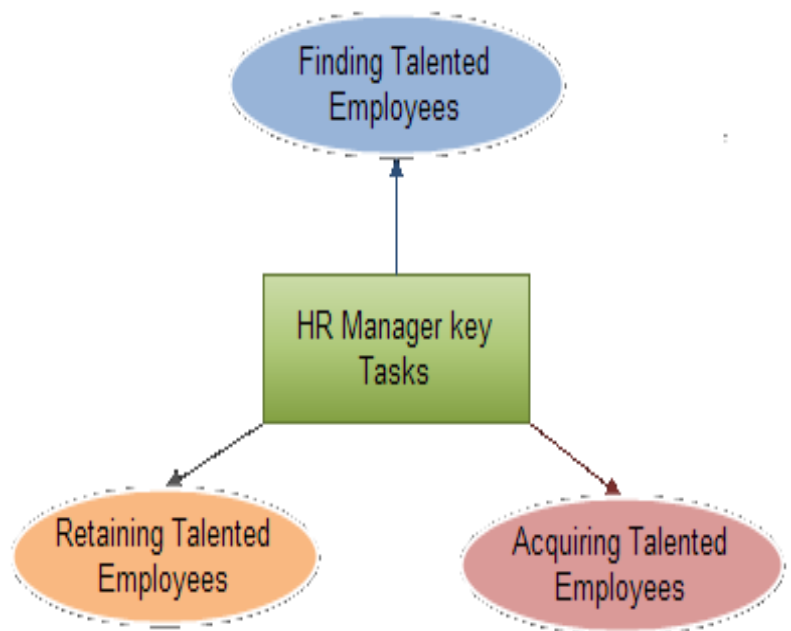 Finding Talented
Employees
HR Manager key
Tasks
Retaining Talented
Employees
Acquiring Talented
Employees